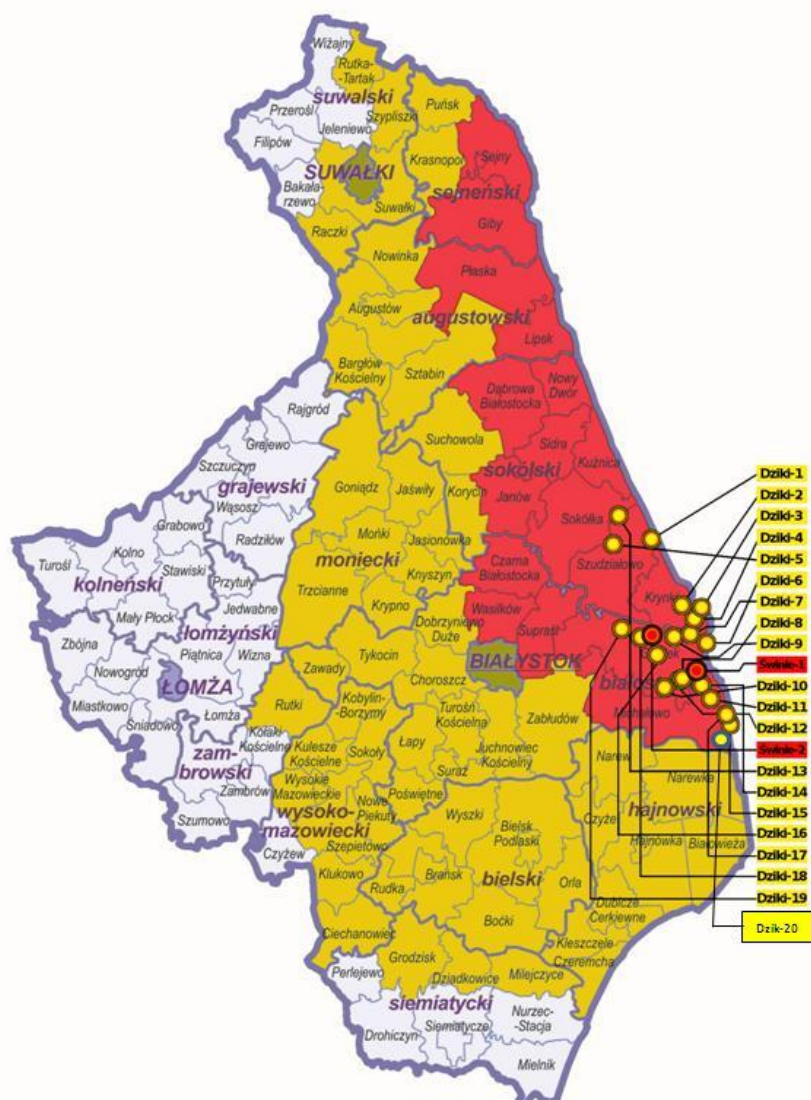 Wiżajny
Rutka-
-Tartak
suwalski
Przerośl
Szypliszki
Puńsk
Jeleniewo
Filipów
Krasnopol
Sejny
SUWAŁKI
Bakała-
rzewo
sejneński
Suwałki
Giby
Raczki
Nowinka
Płaska
Augustów
augustowski
Lipsk
Bargłów
Kościelny
Sztabin
Nowy
Dwór
Dąbrowa
Białostocka
Rajgród
Suchowola
Grajewo
Sidra
Kuźnica
Szczuczyn
sokólski
grajewski
Goniądz
Jaświły
Korycin
Janów
Wąsosz
Grabowo
Sokółka
Radziłów
Mońki
Jasionówka
Turośl
Kolno
Stawiski
moniecki
Czarna
Białostocka
Szudziałowo
kolneński
Przytuły
Knyszyn
Trzcianne
Jedwabne
Krypno
Krynki
Mały Płock
Wasilków
łomżyński
Dobrzyniewo
Duże
Supraśl
Zbójna
Piątnica
Wizna
Tykocin
BIAŁYSTOK
Nowogród
ŁOMŻA
Zawady
Choroszcz
Miastkowo
Rutki
Kobylin-
-Borzymy
Łomża
Śniadowo
Turośń
Kościelna
Zabłudów
Michałowo
Kołaki
Kościelne
Kulesze
Kościelne
Sokoły
Łapy
Juchnowiec
Kościelny
zam-
browski
Narew
Suraż
Narewka
Zambrów
Wysokie
Mazowieckie
Poświętne
Nowe
Piekuty
wysoko-
mazowiecki
Wyszki
Czyże
hajnowski
Szumowo
Bielsk
Podlaski
Szepietowo
Hajnówka
Białowieża
Czyżew
Klukowo
Brańsk
bielski
Orla
Rudka
Dubicze
Cerkiewne
Boćki
Ciechanowiec
Kleszczele
Grodzisk
Czeremcha
Perlejewo
Dziadkowice
Milejczyce
siemiatycki
Nurzec-
-Stacja
Drohiczyn
Siemiatycze
Mielnik
Dziki-1
Dziki-2
Dziki-3
Dziki-4
Dziki-5
Dziki-6
Dziki-7
Dziki-8
Dziki-9
Świnie-1
Dziki-10
Dziki-11
Dziki-12
Świnie-2
Dziki-13
Dziki-14
Dziki-15
Dziki-16
Dziki-17
Dziki-18
Dziki-19
Dzik-20